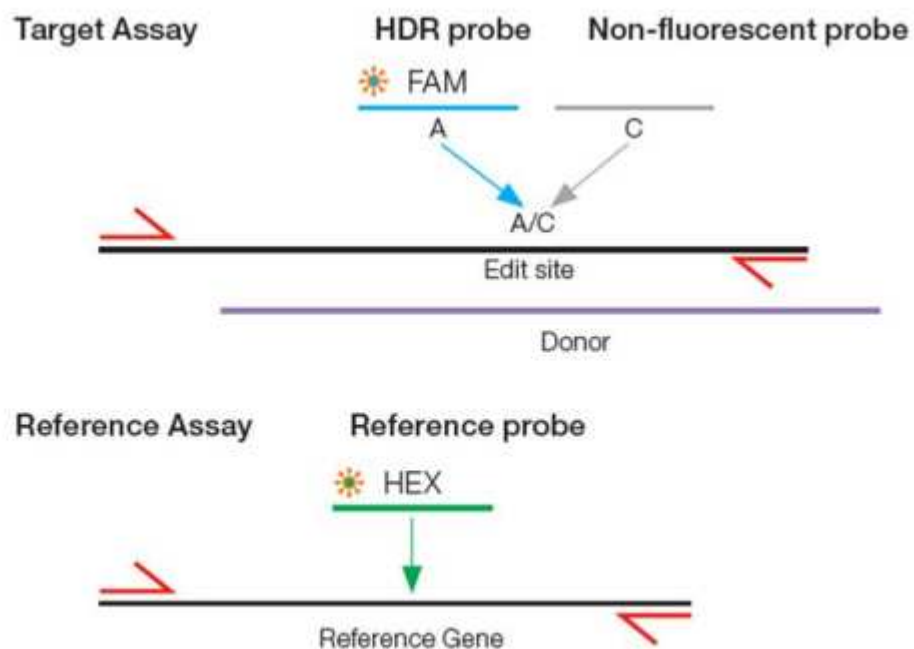 Target Assay HDR probe Non-fluorescent probe
FAM
A C
A/C
Edit site
Donor
Reference Assay Reference probe
HEX
Reference Gene